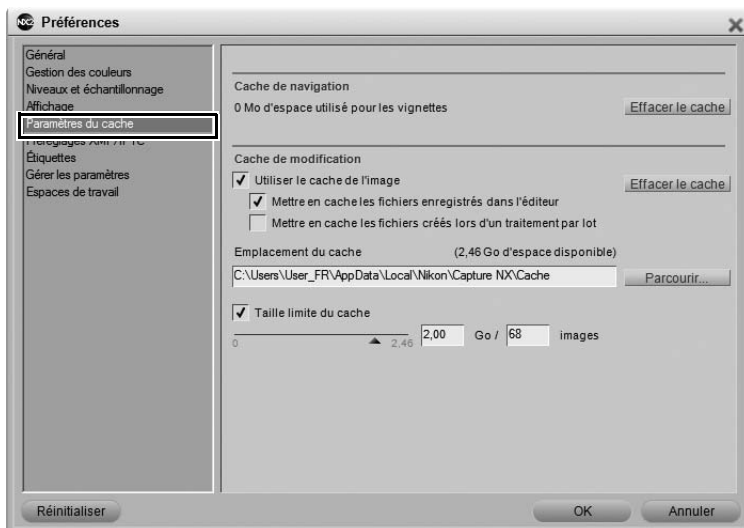 NX2 Préférences
Général
Gestion des couleurs
Niveaux et échantillonnage
Affichage
Paramètres du cache
Préréglages XMP / IPTC
Étiquettes
Gérer les paramètres
Espaces de travail
Cache de navigation
0 Mo d'espace utilisé pour les vignettes Effacer le cache
Cache de modification
Utiliser le cache de l'image Effacer le cache
Mettre en cache les fichiers enregistrés dans l'éditeur
Mettre en cache les fichiers créés lors d'un traitement par lot
Emplacement du cache (2,46 Go d'espace disponible)
C:\Users\User_FR\AppData\Local\Nikon\Capture NX\Cache Parcourir...
Taille limite du cache
0 2,46 2,00 Go / 68 images
Réinitialiser OK Annuler